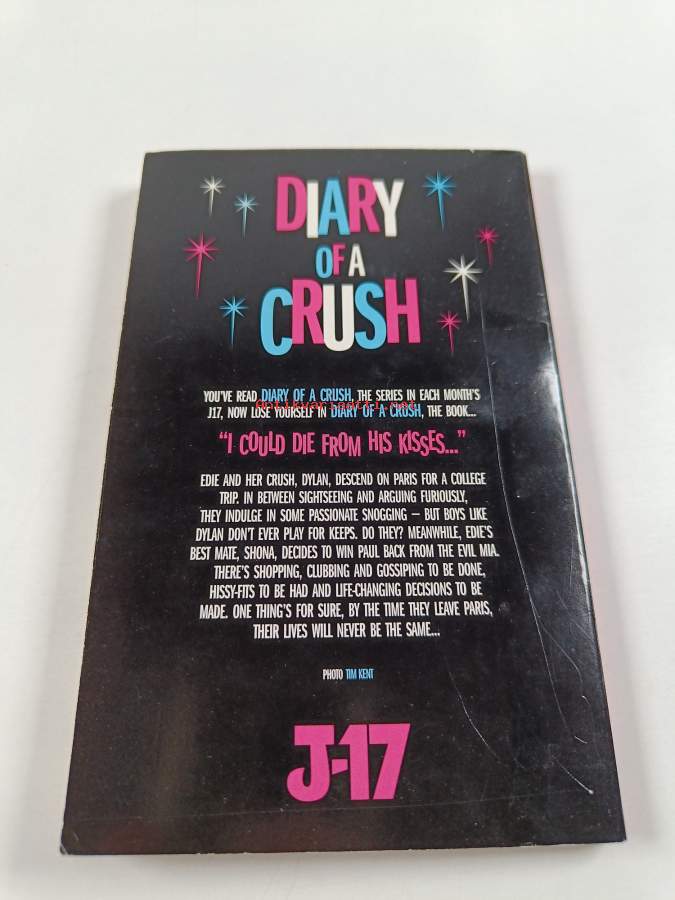 DIARY
OF A
CRUSH
YOU'VE READ DIARY OF A CRUSH, THE SERIES IN EACH MONTH'S
J17, NOW LOSE YOURSELF IN DIARY OF A CRUSH, THE BOOK...
Antikvariaatti.net
"I COULD DIE FROM HIS KISSES..."
EDIE AND HER CRUSH, DYLAN, DESCEND ON PARIS FOR A COLLEGE
TRIP. IN BETWEEN SIGHTSEEING AND ARGUING FURIOUSLY,
THEY INDULGE IN SOME PASSIONATE SNOGGING – BUT BOYS LIKE
DYLAN DON'T EVER PLAY FOR KEEPS. DO THEY? MEANWHILE, EDIE'S
BEST MATE, SHONA, DECIDES TO WIN PAUL BACK FROM THE EVIL MIA.
THERE'S SHOPPING, CLUBBING AND GOSSIPING TO BE DONE,
HISSY-FITS TO BE HAD AND LIFE-CHANGING DECISIONS TO BE
MADE. ONE THING'S FOR SURE, BY THE TIME THEY LEAVE PARIS,
THEIR LIVES WILL NEVER BE THE SAME...
PHOTO TIM KENT
J-17